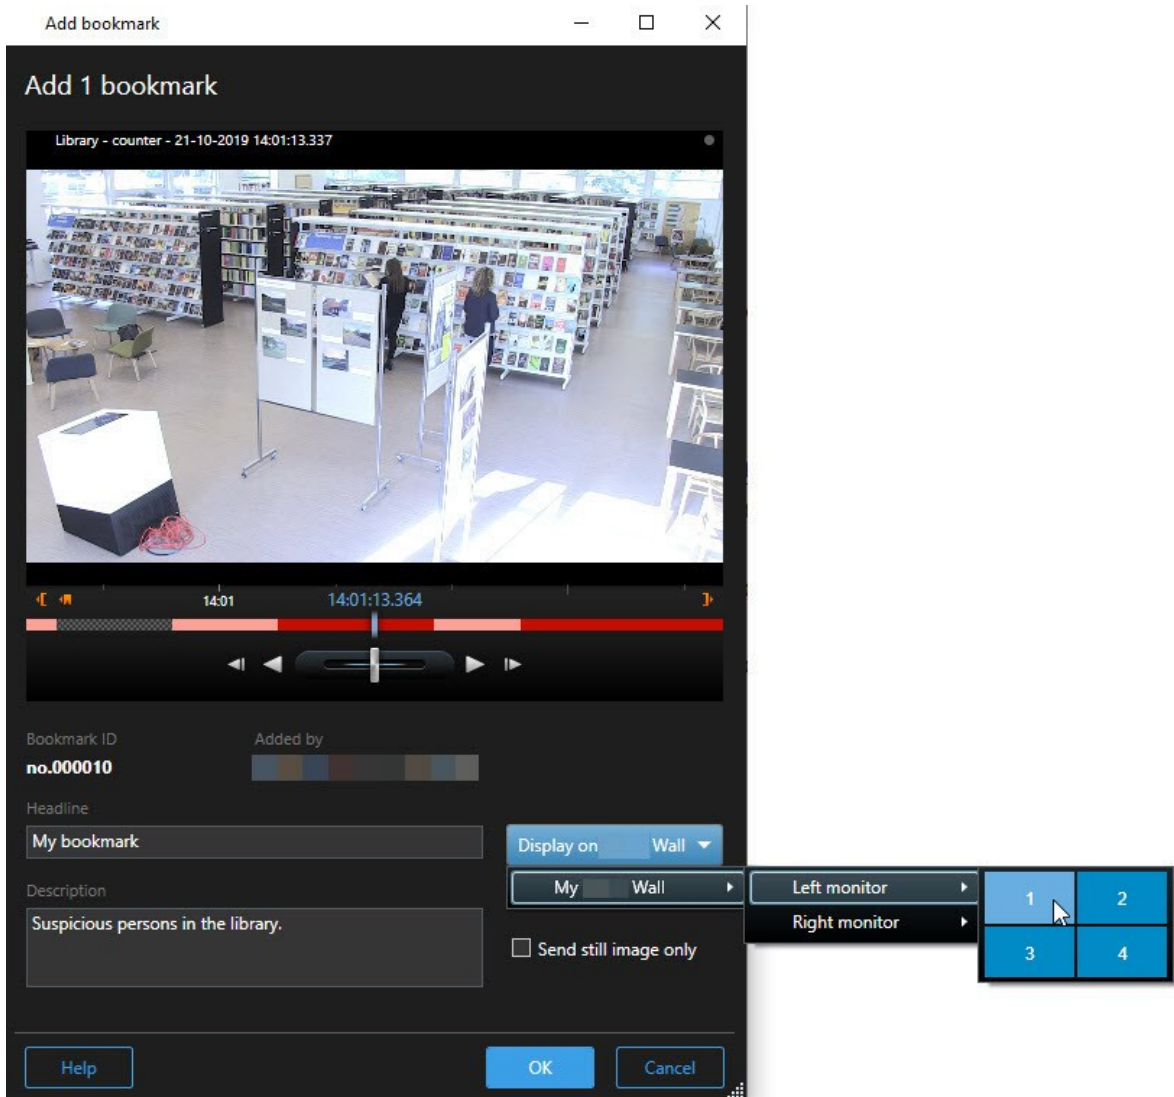 Add bookmark
Add 1 bookmark
Library - counter - 21-10-2019 14:01:13.337
14:01
14:01:13.364
Bookmark ID
Added by
no.000010
Headline
My bookmark
Display on Wall
My Wall
Left monitor
1
2
Right monitor
3
4
Description
Suspicious persons in the library.
Send still image only
Help
OK
Cancel